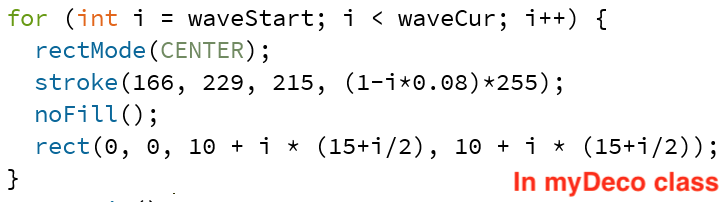 for (int i = waveStart; i < waveCur; i++) {
rectMode(CENTER);
stroke(166, 229, 215, (1-i*0.08)*255);
noFill();
rect(0, 0, 10 + i * (15+i/2), 10 + i * (15+i/2));
}
In myDeco class